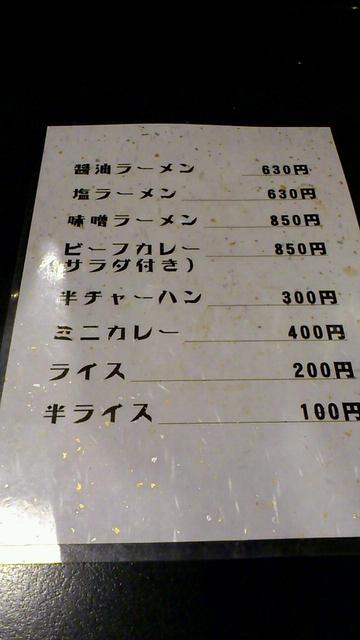 醤油ラーメン 630円
塩ラーメン 630円
味噌ラーメン 850円
ビーフカレー 850円
(サラダ付き)
半チャーハン 300円
ミニカレー 400円
ライス 200円
半ライス 100円